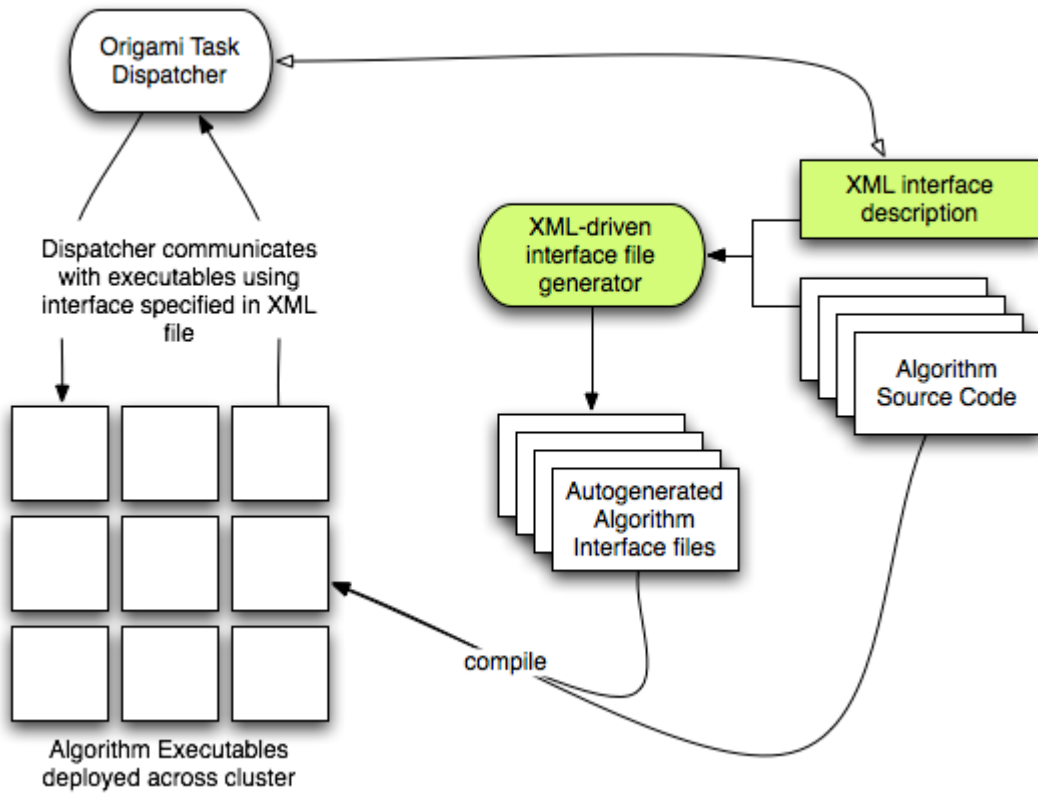 Origami Task
Dispatcher
XML interface
description
XML-driven
interface file
generator
Dispatcher communicates
with executables using
interface specified in XML
file
Algorithm
Source Code
Autogenerated
Algorithm
Interface files
compile
Algorithm Executables
deployed across cluster